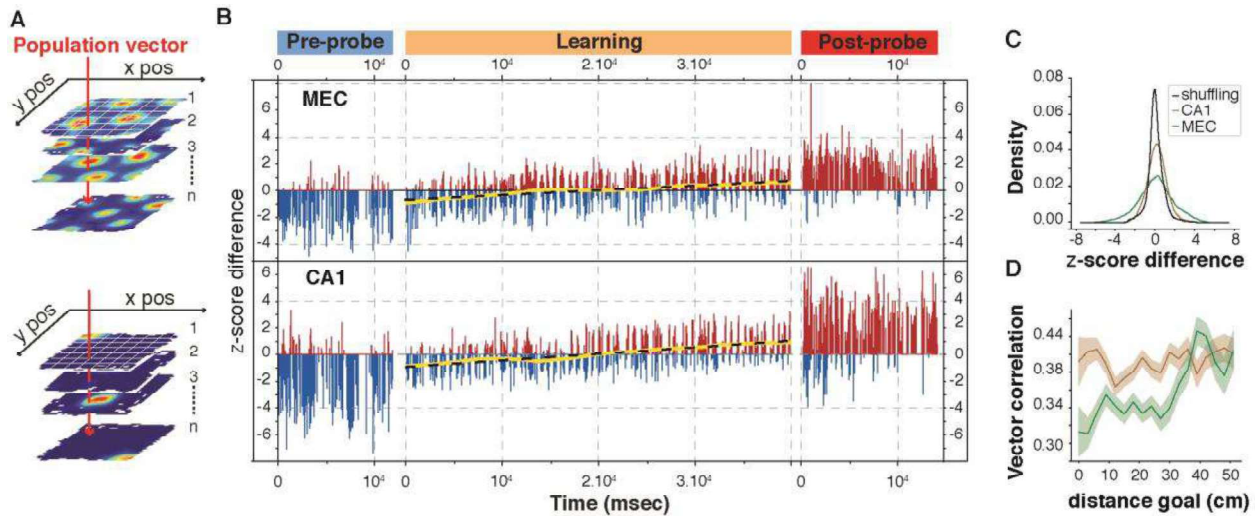 A
Population vector
x pos
y pos
1
2
3
n
x pos
y pos
1
2
3
n
B
Pre-probe
Learning
Post-probe
0 10⁴ 0 10⁴ 2.10⁴ 3.10⁴ 0 10⁴
MEC
6
4
2
0
-2
-4
6
4
2
0
-2
-4
CA1
6
4
2
0
-2
-4
-6
6
4
2
0
-2
-4
-6
z-score difference
0 10⁴ 0 10⁴ 2.10⁴ 3.10⁴ 0 10⁴
Time (msec)
C
0.08
0.06
0.04
0.02
0.00
Density
shuffling
CA1
MEC
-8 -4 0 4 8
z-score difference
D
0.44
0.38
0.34
0.30
Vector correlation
0 10 20 30 40 50
distance goal (cm)